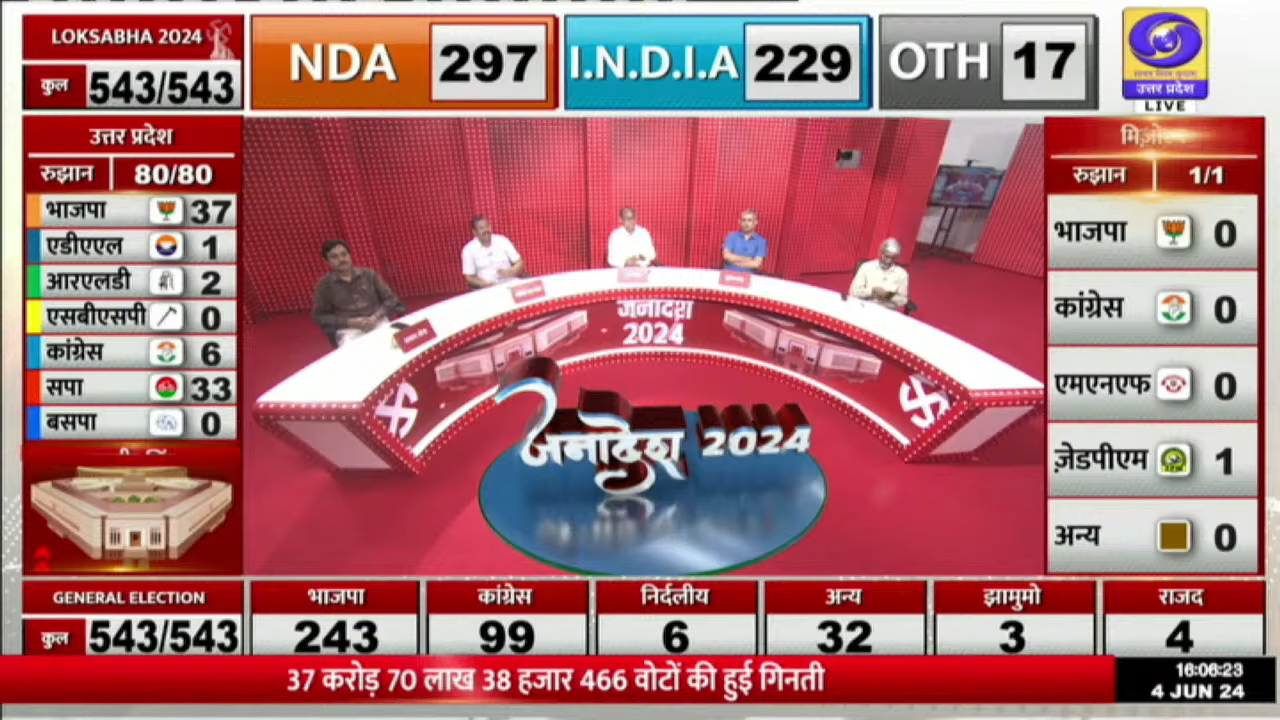 LOKSABHA 2024
कुल 543/543
NDA 297
I.N.D.I.A 229
OTH 17
उत्तर प्रदेश
LIVE
उत्तर प्रदेश
रुझान 80/80
भाजपा 37
एडीएएल 1
आरएलडी 2
एसबीएसपी 0
कांग्रेस 6
सपा 33
बसपा 0
जनादेश
2024
जनादेश 2024
रुझान 1/1
भाजपा 0
कांग्रेस 0
एमएनएफ 0
ज़ेडपीएम 1
अन्य 0
GENERAL ELECTION
कुल 543/543
भाजपा 243
कांग्रेस 99
निर्दलीय 6
अन्य 32
झामुमो 3
राजद 4
37 करोड़ 70 लाख 38 हजार 466 वोटों की हुई गिनती
16:06:23
4 JUN 24